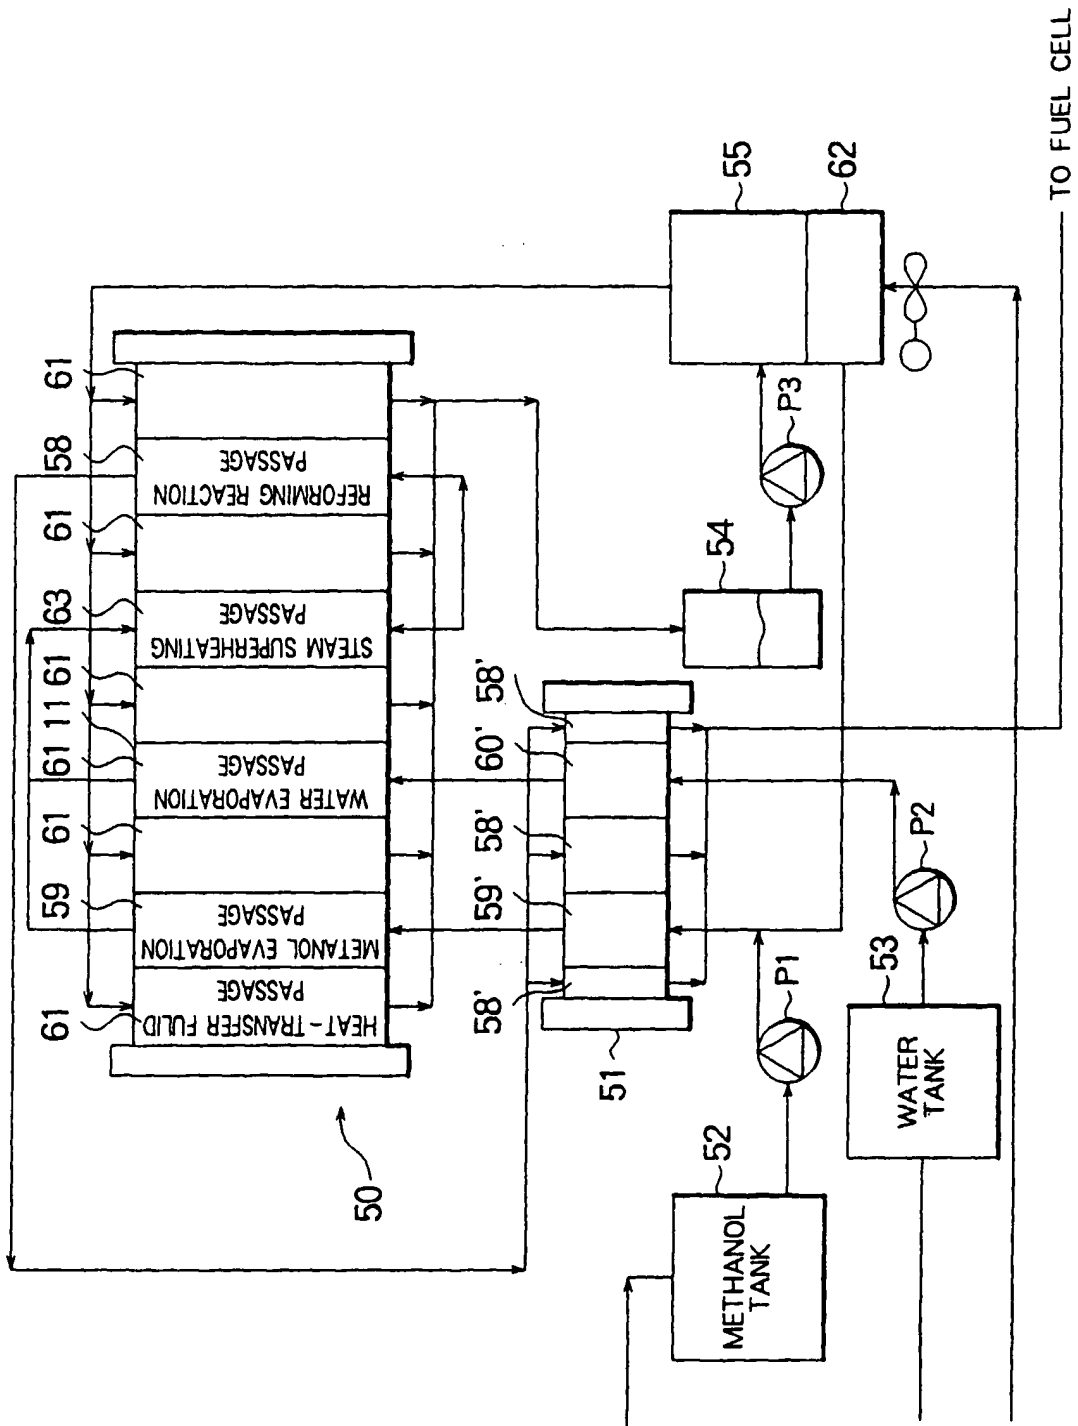 61
58
61
63
61
11
61
61
59
61
REFORMING REACTION
PASSAGE
STEAM SUPERHEATING
PASSAGE
WATER EVAPORATION
PASSAGE
METANOL EVAPORATION
PASSAGE
HEAT-TRANSFER FULID
PASSAGE
50
58'
60'
58'
59'
58'
51
54
55
62
P3
P2
P1
53
WATER
TANK
52
METHANOL
TANK
TO FUEL CELL